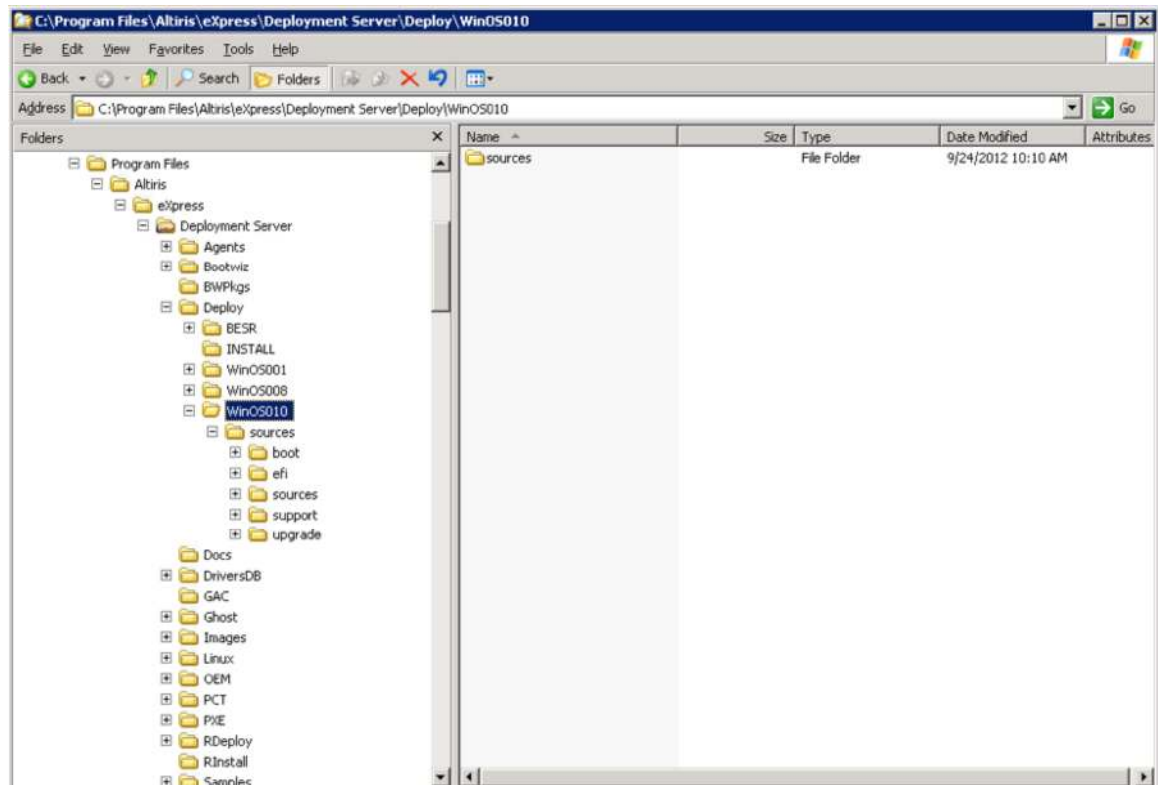 C:\Program Files\Altiris\eXpress\Deployment Server\Deploy\WinOS010
File Edit View Favorites Tools Help
Back Search Folders
Address C:\Program Files\Altiris\eXpress\Deployment Server\Deploy\WinOS010 Go
Folders Name Size Type Date Modified Attributes
sources File Folder 9/24/2012 10:10 AM
Program Files
Altiris
eXpress
Deployment Server
Agents
Bootwiz
BWPkgs
Deploy
BESR
INSTALL
WinOS001
WinOS008
WinOS010
sources
boot
efi
sources
support
upgrade
Docs
DriversDB
GAC
Ghost
Images
Linux
OEM
PCT
PXE
RDeploy
RInstall
Samples